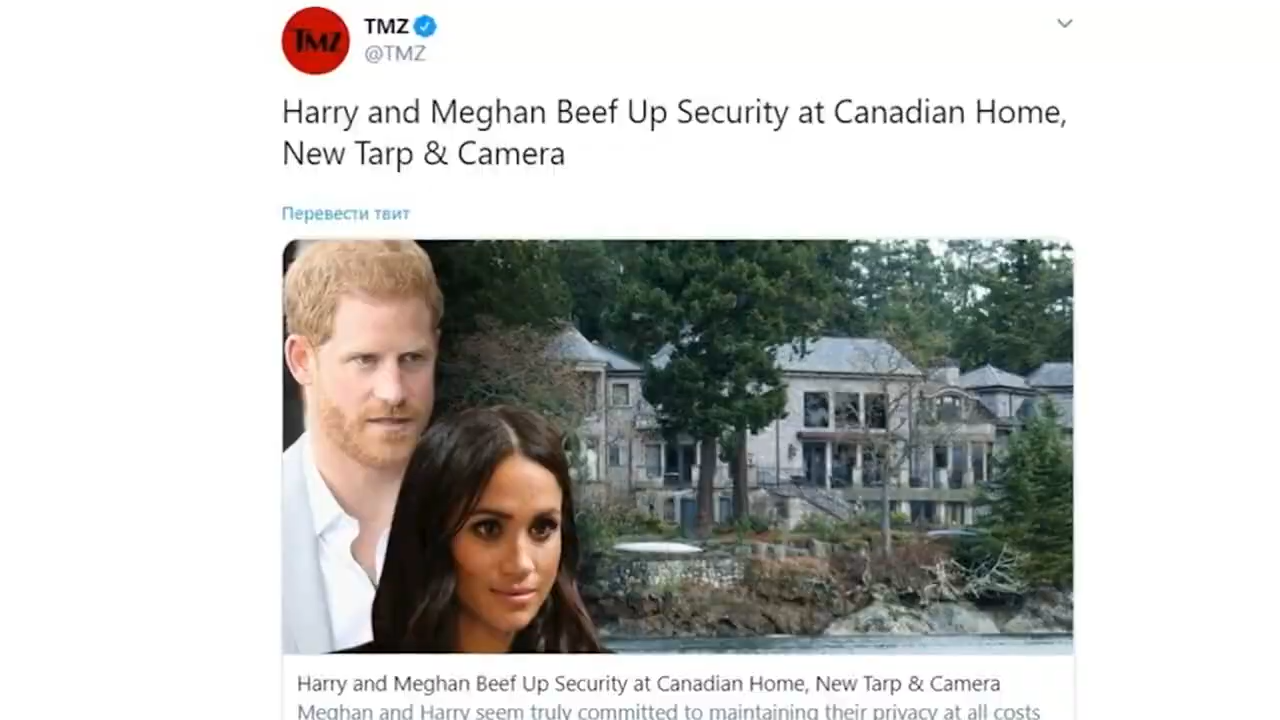 TMZ
TMZ
@TMZ
Harry and Meghan Beef Up Security at Canadian Home,
New Tarp & Camera
Перевести твит
Harry and Meghan Beef Up Security at Canadian Home, New Tarp & Camera
Meghan and Harry seem truly committed to maintaining their privacy at all costs